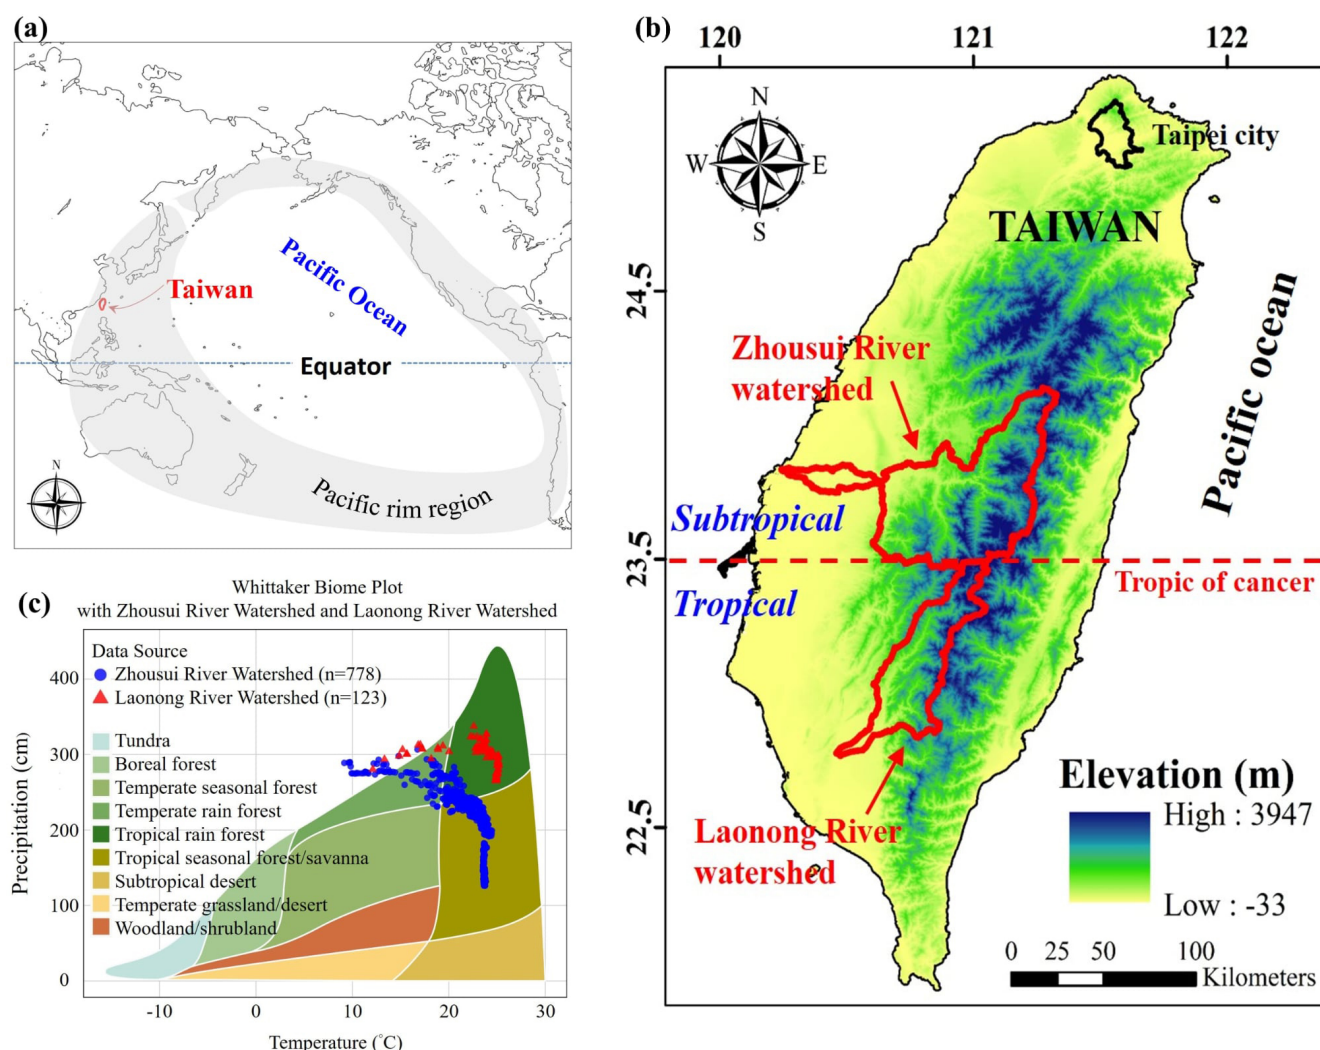 (a)
Pacific Ocean
Taiwan
Equator
Pacific rim region
N
(b)
120
121
122
N
W
E
S
Taipei city
TAIWAN
24.5
Zhousui River
watershed
Pacific ocean
Subtropical
23.5
Tropic of cancer
Tropical
22.5
Laonong River
watershed
Elevation (m)
High : 3947
Low : -33
0
25
50
100
Kilometers
(c)
Whittaker Biome Plot
with Zhousui River Watershed and Laonong River Watershed
Data Source
Zhousui River Watershed (n=778)
Laonong River Watershed (n=123)
Tundra
Boreal forest
Temperate seasonal forest
Temperate rain forest
Tropical rain forest
Tropical seasonal forest/savanna
Subtropical desert
Temperate grassland/desert
Woodland/shrubland
Precipitation (cm)
400
300
200
100
0
-10
0
10
20
30
Temperature (°C)